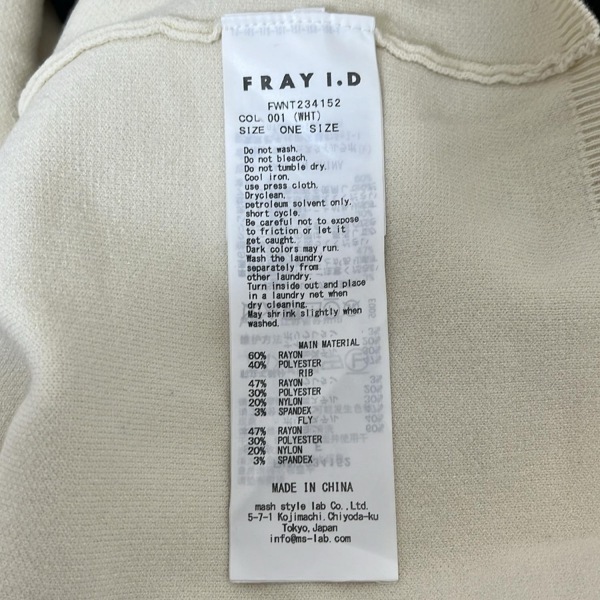 FRAY I.D
FWNT234152
COL. 001 (WHT)
SIZE ONE SIZE
Do not wash.
Do not bleach.
Do not tumble dry.
Cool iron.
use press cloth.
Dryclean.
petroleum solvent only.
short cycle.
Be careful not to expose
to friction or let it
get caught.
Dark colors may run.
Wash the laundry
separately from
other laundry.
Turn inside out and place
in a laundry net when
dry cleaning.
May shrink slightly when
washed.
MAIN MATERIAL
60% RAYON
40% POLYESTER
RIB
47% RAYON
30% POLYESTER
20% NYLON
3% SPANDEX
FLY
47% RAYON
30% POLYESTER
20% NYLON
3% SPANDEX
MADE IN CHINA
mash style lab Co.,Ltd.
5-7-1 Kojimachi, Chiyoda-ku
Tokyo, Japan
info@ms-lab.com